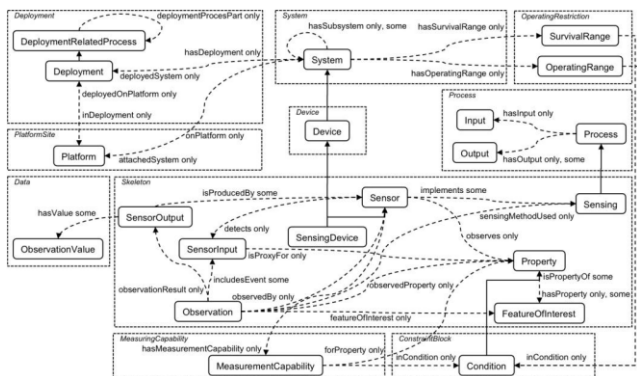 Deployment
deploymentProcesPart only
DeploymentRelatedProcess
Deployment
hasDeployment only
deployedSystem only
deployedOnPlatform only
inDeployment only
System
hasSubsystem only, some
System
hasSurvivalRange only
hasOperatingRange only
OperatingRestriction
SurvivalRange
OperatingRange
PlatformSite
Platform
onPlatform only
attachedSystem only
Device
Device
Process
Input
hasInput only
Process
Output
hasOutput only, some
Data
hasValue some
ObservationValue
Skeleton
isProducedBy some
Sensor
implements some
SensorOutput
Sensing
detects only
sensingMethodUsed only
SensorInput
SensingDevice
observes only
isProxyFor only
Property
observationResult only
includesEvent some
observedBy only
observedProperty only
isPropertyOf some
hasProperty only, some
Observation
featureOfInterest only
FeatureOfInterest
MeasuringCapability
hasMeasurementCapability only
forProperty only
MeasurementCapability
ConstraintBlock
inCondition only
Condition
inCondition only